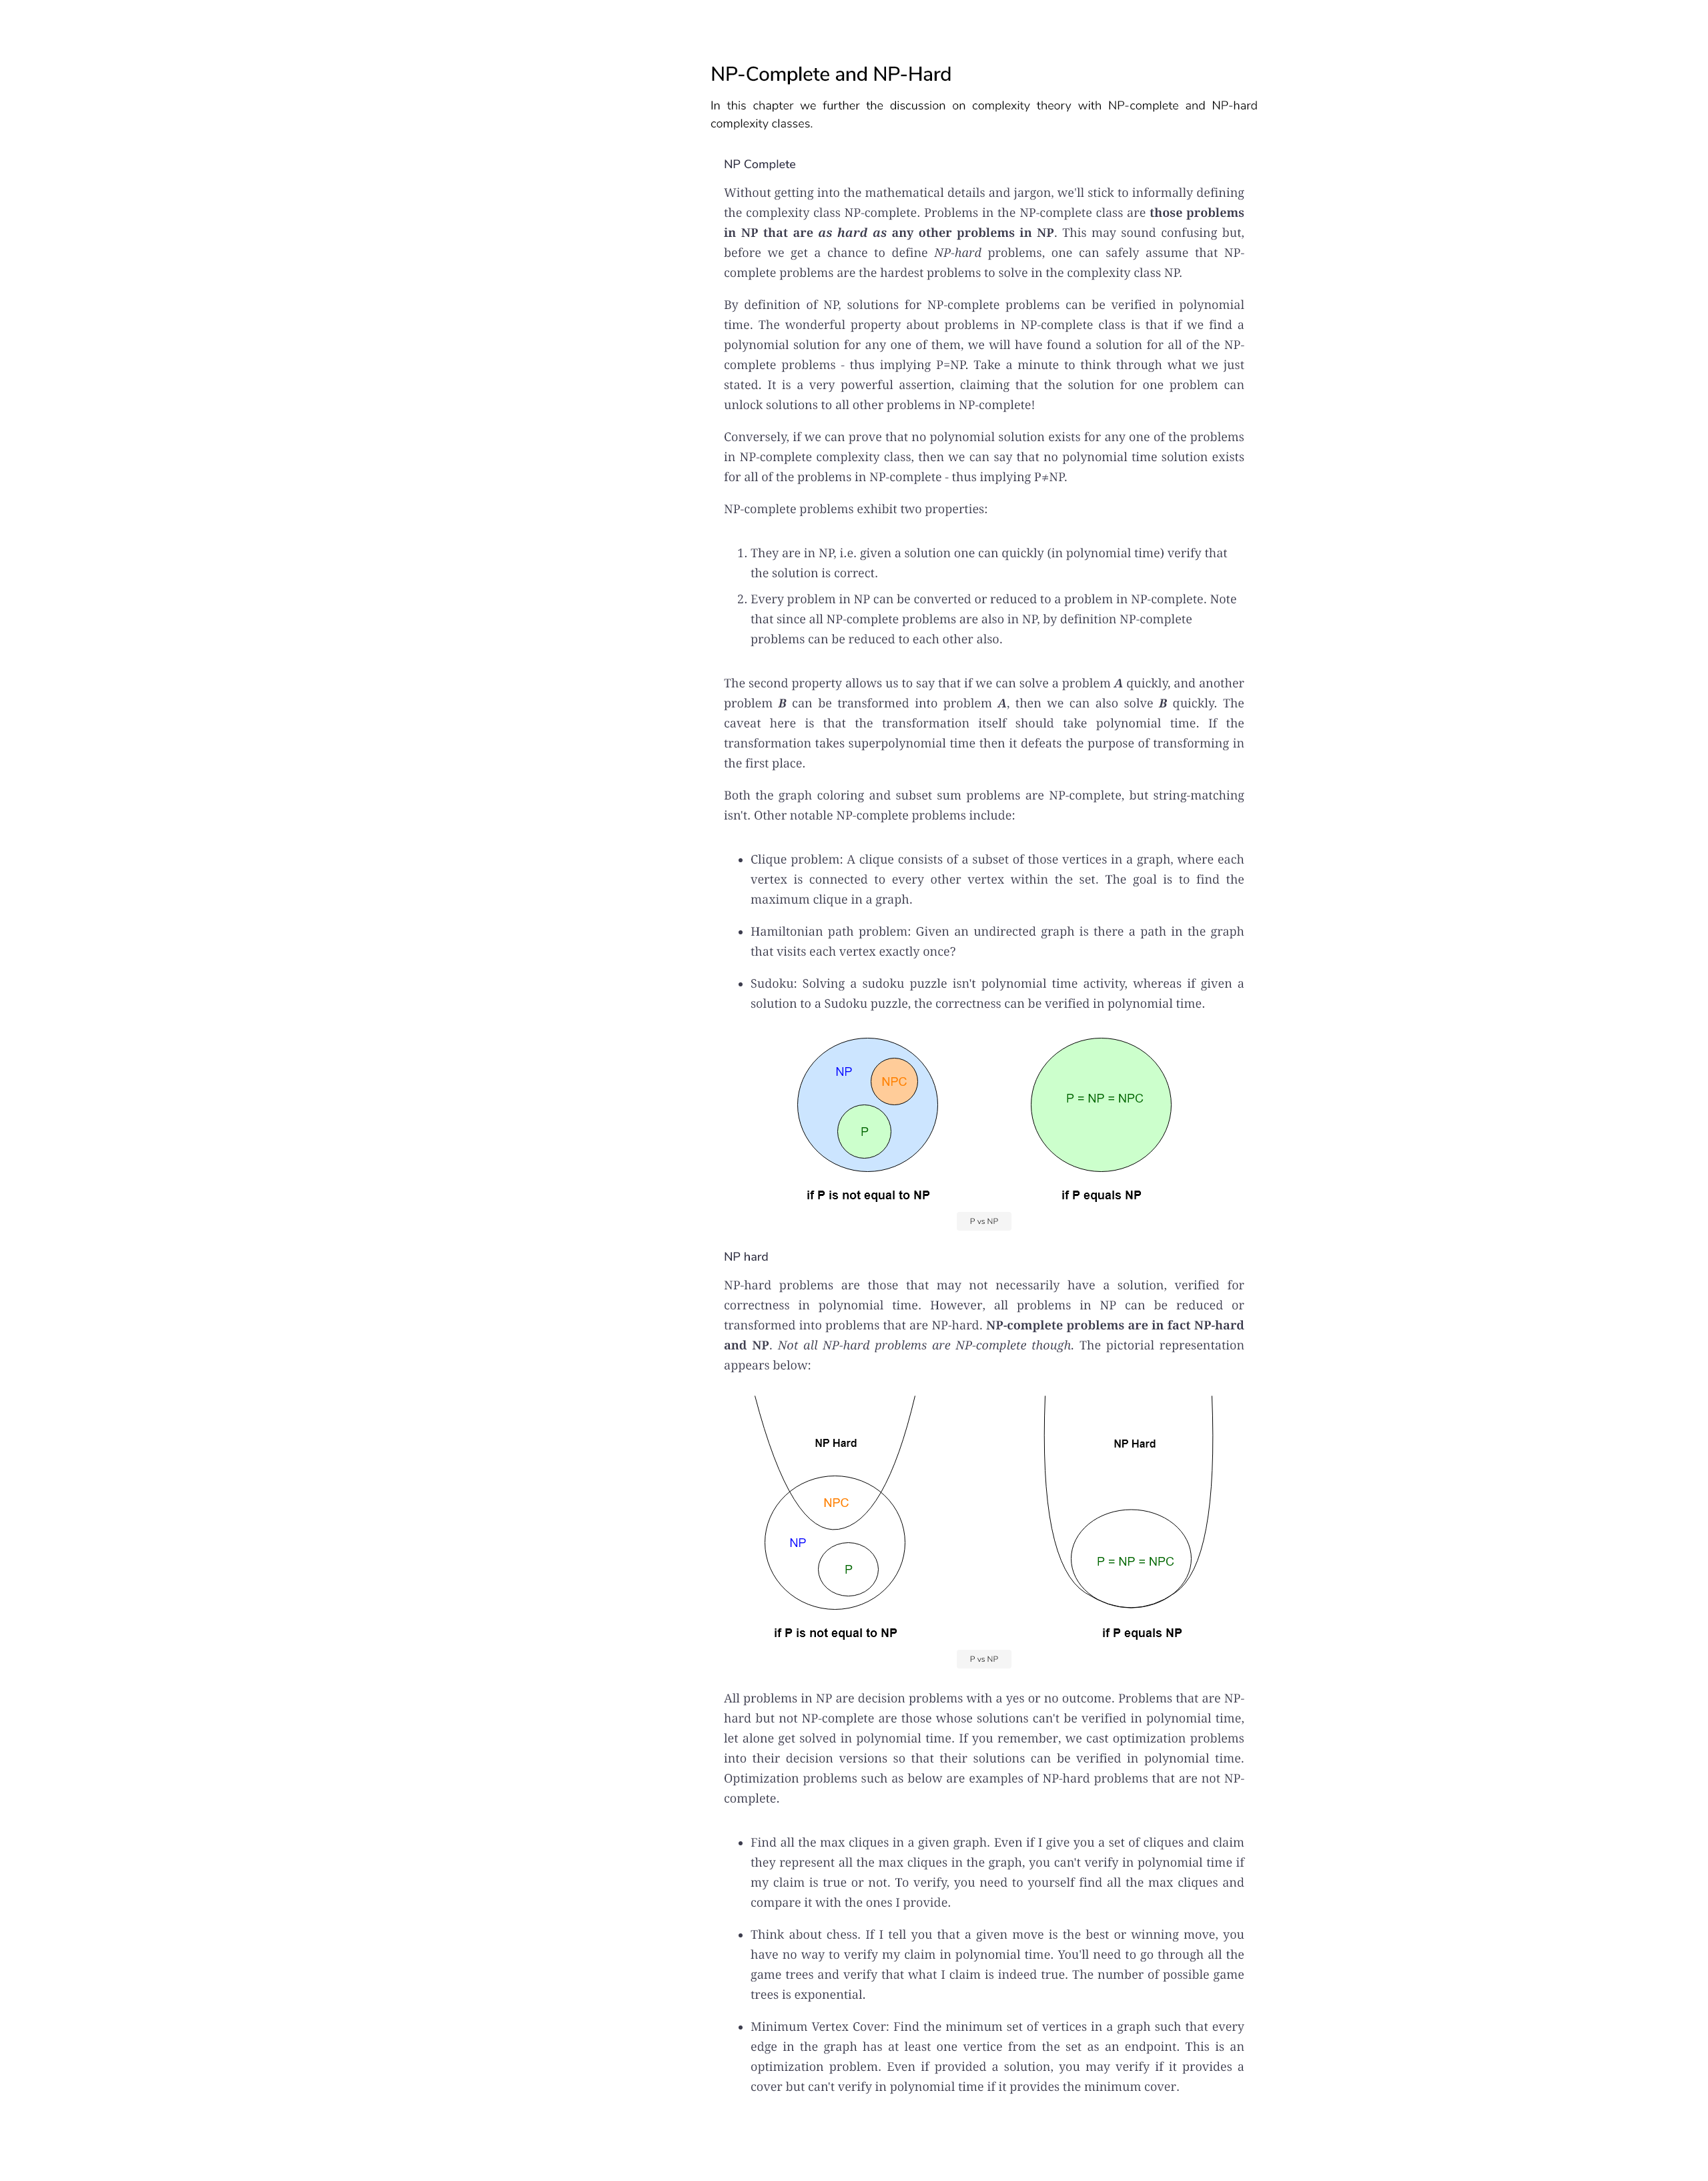 NP-Complete and NP-Hard
In this chapter we further the discussion on complexity theory with NP-complete and NP-hard
complexity classes.
NP Complete
Without getting into the mathematical details and jargon, we'll stick to informally defining
the complexity class NP-complete. Problems in the NP-complete class are those problems
in NP that are as hard as any other problems in NP. This may sound confusing but,
before we get a chance to define NP-hard problems, one can safely assume that NP-
complete problems are the hardest problems to solve in the complexity class NP.
By definition of NP, solutions for NP-complete problems can be verified in polynomial
time. The wonderful property about problems in NP-complete class is that if we find a
polynomial solution for any one of them, we will have found a solution for all of the NP-
complete problems - thus implying P=NP. Take a minute to think through what we just
stated. It is a very powerful assertion, claiming that the solution for one problem can
unlock solutions to all other problems in NP-complete!
Conversely, if we can prove that no polynomial solution exists for any one of the problems
in NP-complete complexity class, then we can say that no polynomial time solution exists
for all of the problems in NP-complete - thus implying P≠NP.
NP-complete problems exhibit two properties:
1. They are in NP, i.e. given a solution one can quickly (in polynomial time) verify that
the solution is correct.
2. Every problem in NP can be converted or reduced to a problem in NP-complete. Note
that since all NP-complete problems are also in NP, by definition NP-complete
problems can be reduced to each other also.
The second property allows us to say that if we can solve a problem A quickly, and another
problem B can be transformed into problem A, then we can also solve B quickly. The
caveat here is that the transformation itself should take polynomial time. If the
transformation takes superpolynomial time then it defeats the purpose of transforming in
the first place.
Both the graph coloring and subset sum problems are NP-complete, but string-matching
isn't. Other notable NP-complete problems include:
• Clique problem: A clique consists of a subset of those vertices in a graph, where each
vertex is connected to every other vertex within the set. The goal is to find the
maximum clique in a graph.
• Hamiltonian path problem: Given an undirected graph is there a path in the graph
that visits each vertex exactly once?
• Sudoku: Solving a sudoku puzzle isn't polynomial time activity, whereas if given a
solution to a Sudoku puzzle, the correctness can be verified in polynomial time.
NP
NPC
P
P = NP = NPC
if P is not equal to NP
if P equals NP
P vs NP
NP hard
NP-hard problems are those that may not necessarily have a solution, verified for
correctness in polynomial time. However, all problems in NP can be reduced or
transformed into problems that are NP-hard. NP-complete problems are in fact NP-hard
and NP. Not all NP-hard problems are NP-complete though. The pictorial representation
appears below:
NP Hard
NPC
NP
P
NP Hard
P = NP = NPC
if P is not equal to NP
if P equals NP
P vs NP
All problems in NP are decision problems with a yes or no outcome. Problems that are NP-
hard but not NP-complete are those whose solutions can't be verified in polynomial time,
let alone get solved in polynomial time. If you remember, we cast optimization problems
into their decision versions so that their solutions can be verified in polynomial time.
Optimization problems such as below are examples of NP-hard problems that are not NP-
complete.
• Find all the max cliques in a given graph. Even if I give you a set of cliques and claim
they represent all the max cliques in the graph, you can't verify in polynomial time if
my claim is true or not. To verify, you need to yourself find all the max cliques and
compare it with the ones I provide.
• Think about chess. If I tell you that a given move is the best or winning move, you
have no way to verify my claim in polynomial time. You'll need to go through all the
game trees and verify that what I claim is indeed true. The number of possible game
trees is exponential.
• Minimum Vertex Cover: Find the minimum set of vertices in a graph such that every
edge in the graph has at least one vertice from the set as an endpoint. This is an
optimization problem. Even if provided a solution, you may verify if it provides a
cover but can't verify in polynomial time if it provides the minimum cover.